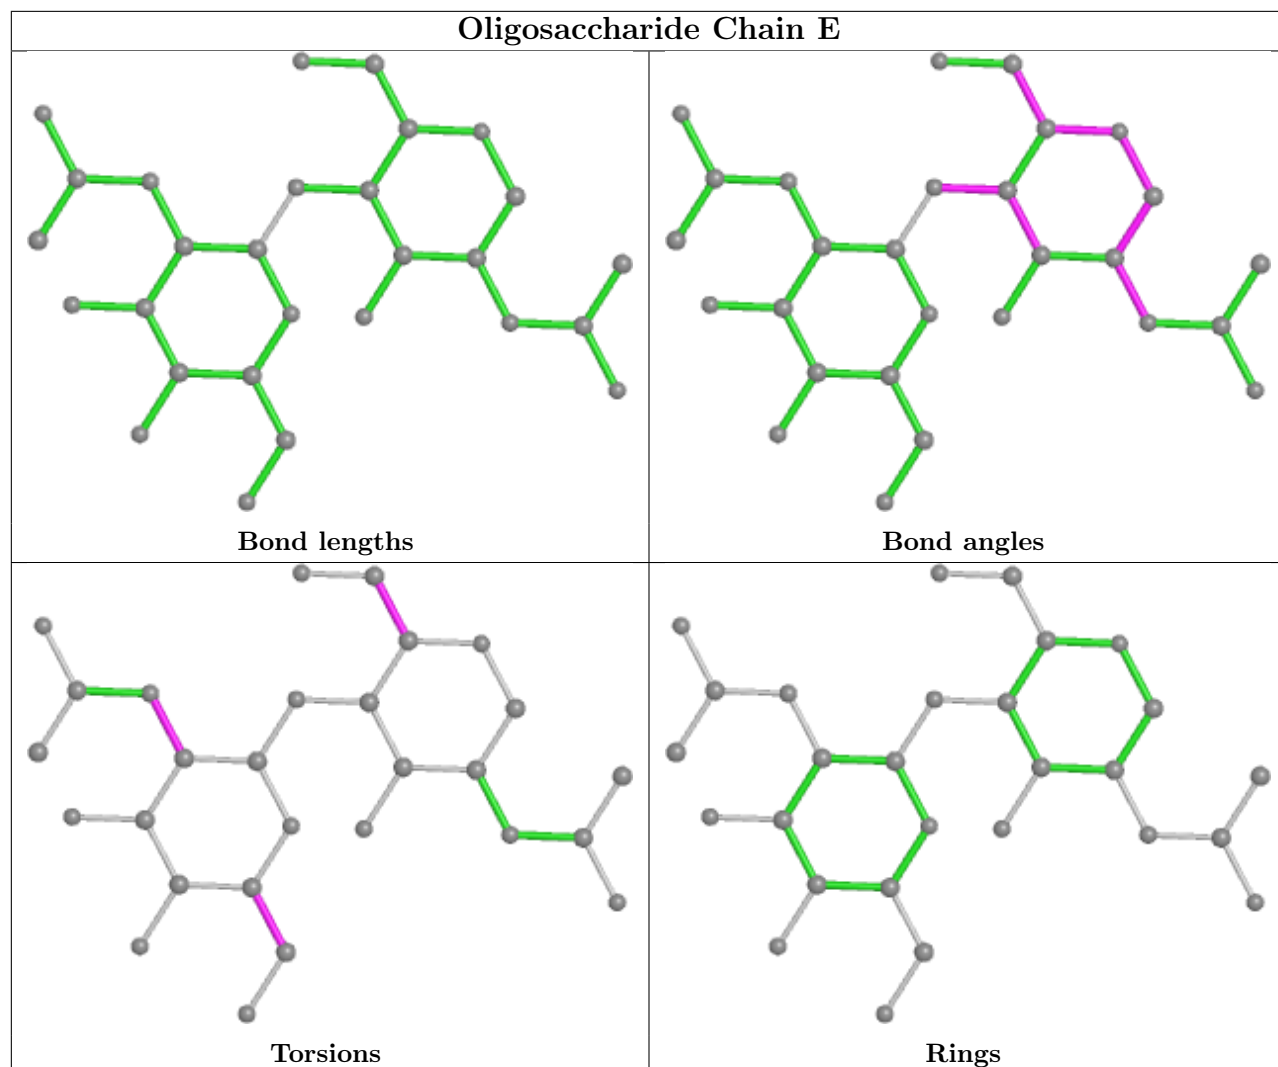 Oligosaccharide Chain E
Bond lengths
Bond angles
Torsions
Rings